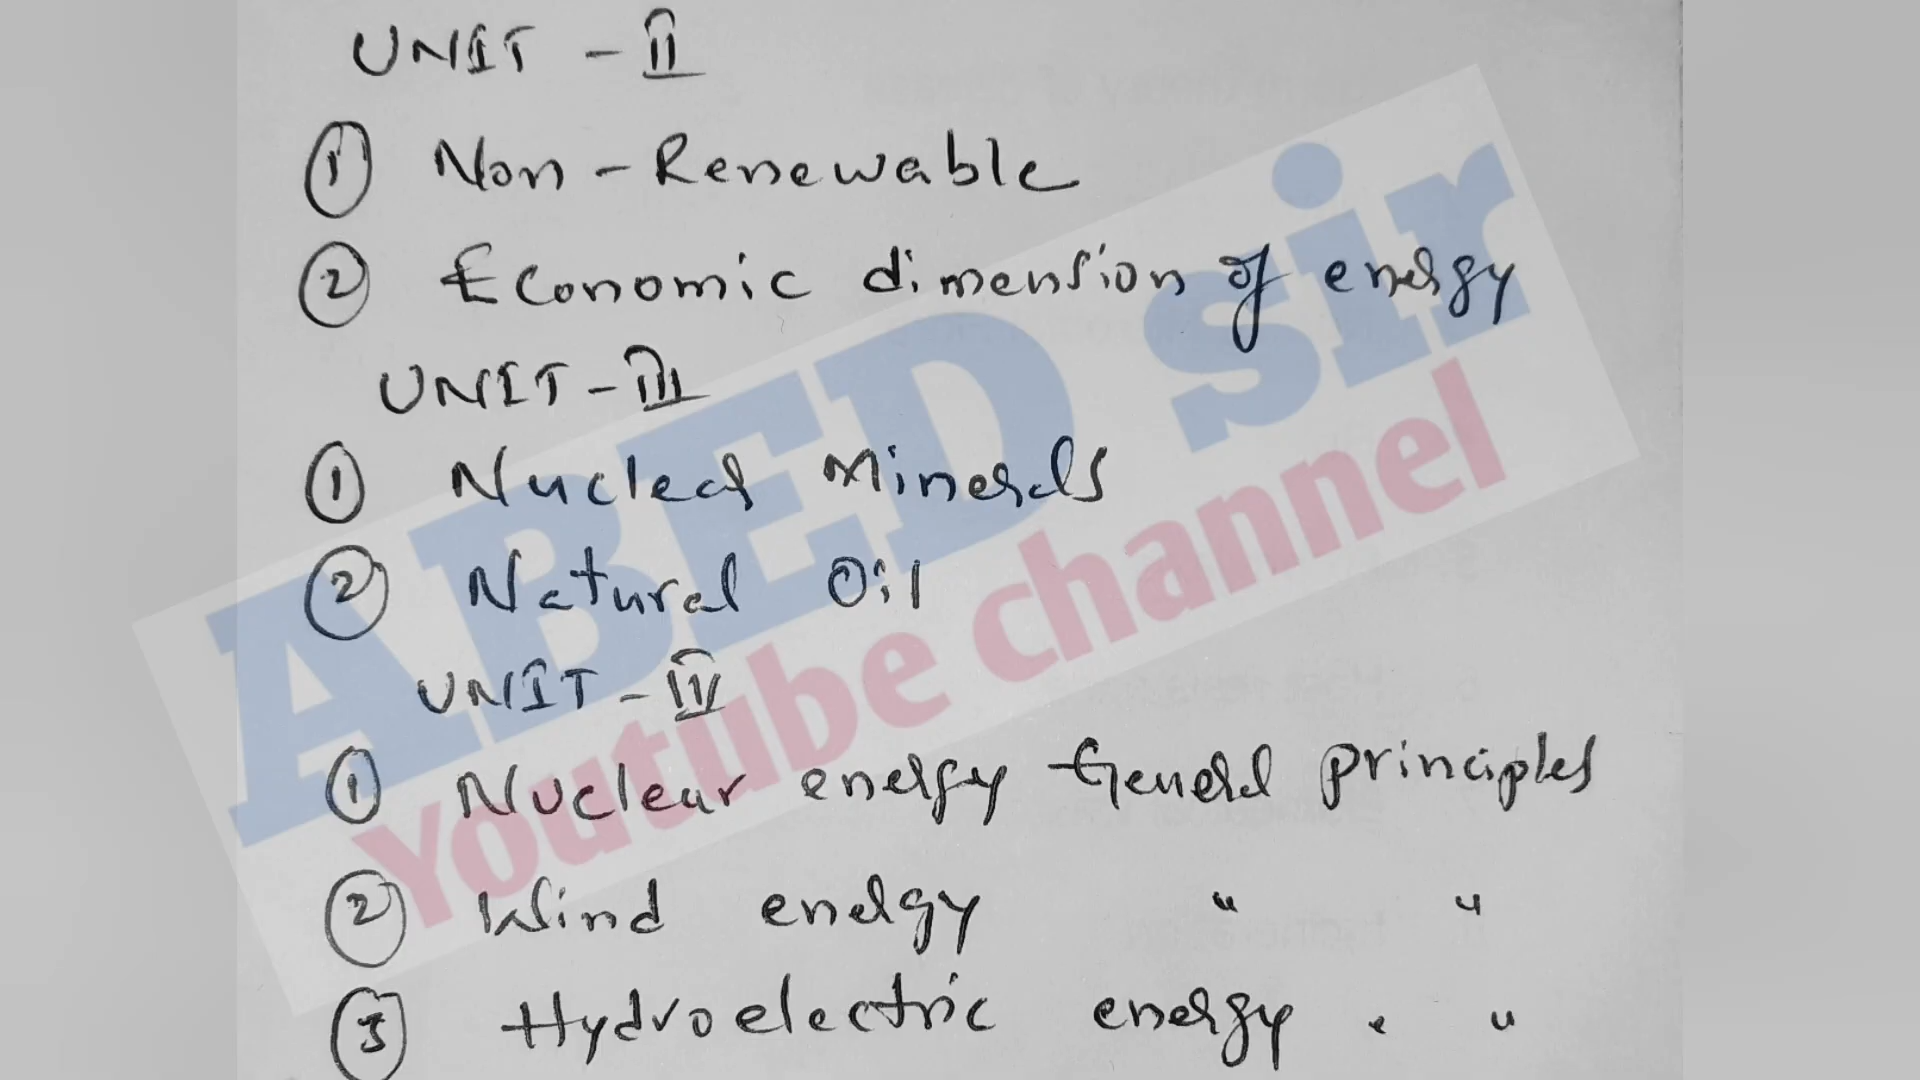 UNIT - II
① Non-Renewable
② Economic dimension of energy
UNIT - III
① Nuclear Minerals
② Natural Oil
UNIT - IV
① Nuclear energy General principles
② Wind energy " "
③ Hydroelectric energy " "
ABED sir
Youtube channel